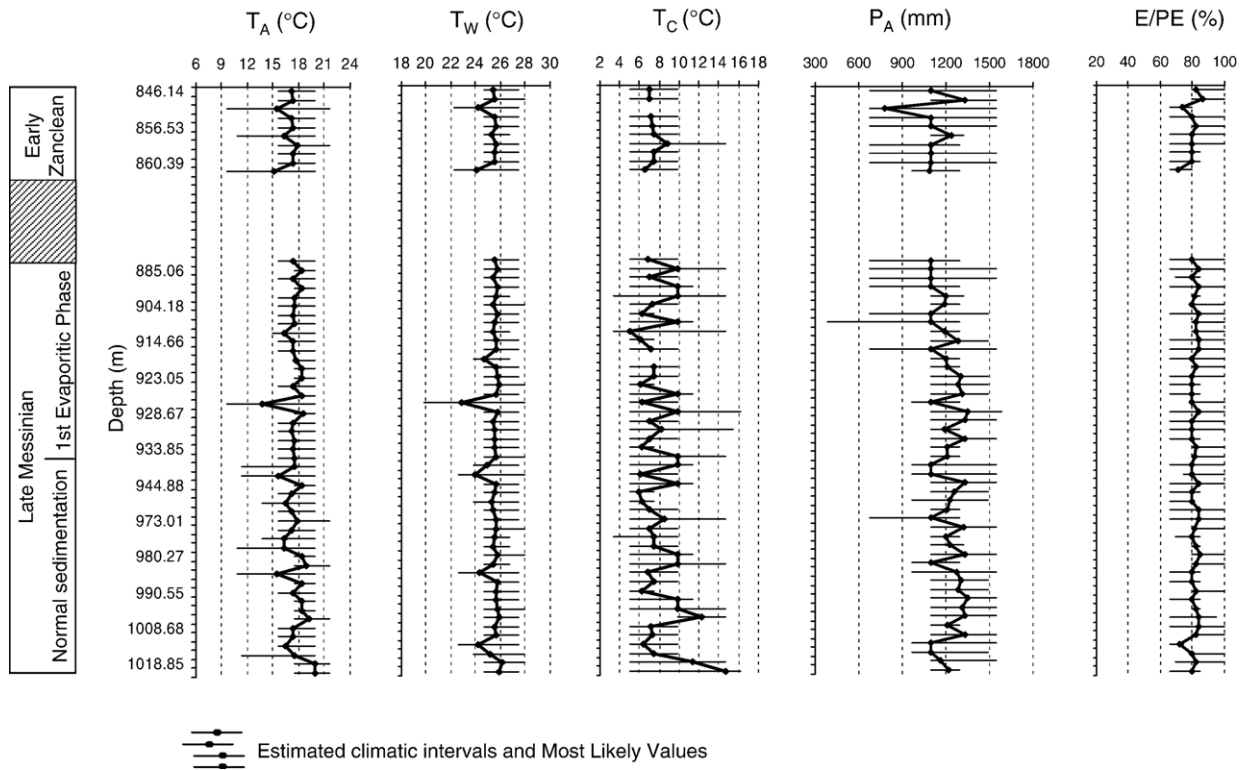 T_A (°C) T_W (°C) T_C (°C) P_A (mm) E/PE (%)
6 9 12 15 18 21 24 18 20 22 24 26 28 30 2 4 6 8 10 12 14 16 18 300 600 900 1200 1500 1800 20 40 60 80 100
Early Zanclean
Late Messinian
1st Evaporitic Phase
Normal sedimentation
Depth (m)
846.14
856.53
860.39
885.06
904.18
914.66
923.05
928.67
933.85
944.88
973.01
980.27
990.55
1008.68
1018.85
Estimated climatic intervals and Most Likely Values